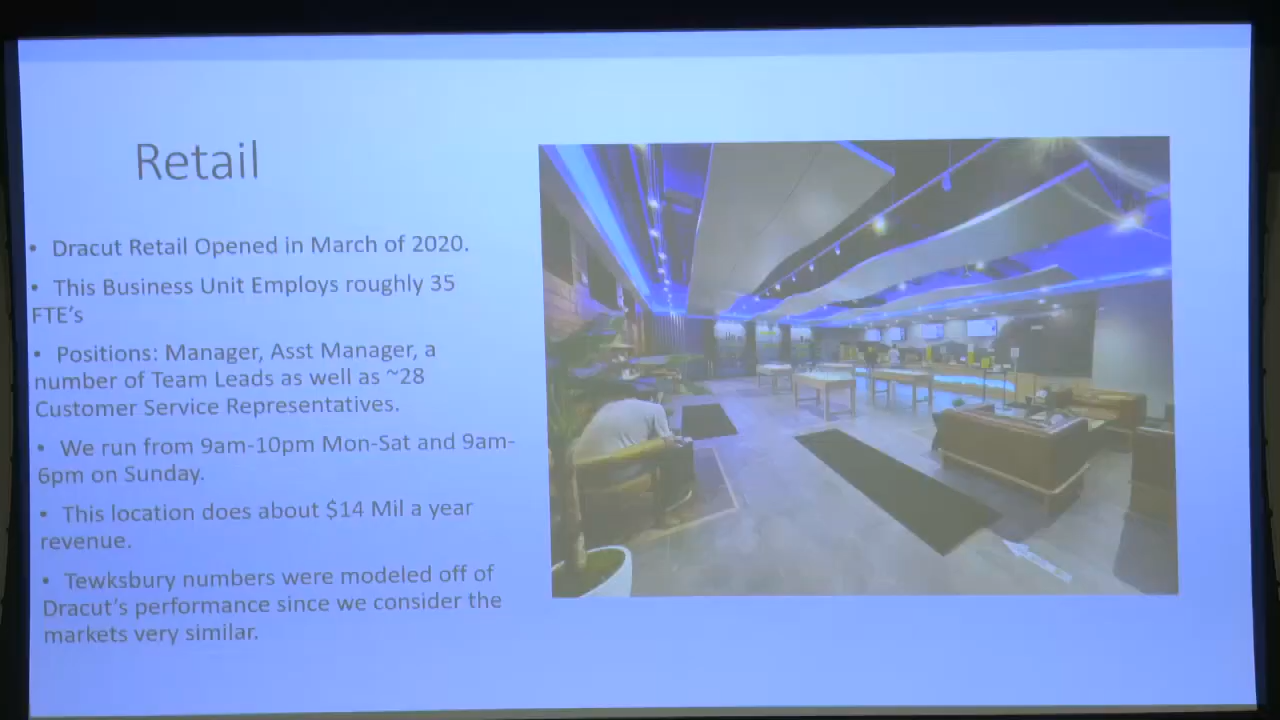 Retail
• Dracut Retail Opened in March of 2020.
• This Business Unit Employs roughly 35
FTE's
• Positions: Manager, Asst Manager, a
number of Team Leads as well as ~28
Customer Service Representatives.
• We run from 9am-10pm Mon-Sat and 9am-
6pm on Sunday.
• This location does about $14 Mil a year
revenue.
• Tewksbury numbers were modeled off of
Dracut's performance since we consider the
markets very similar.